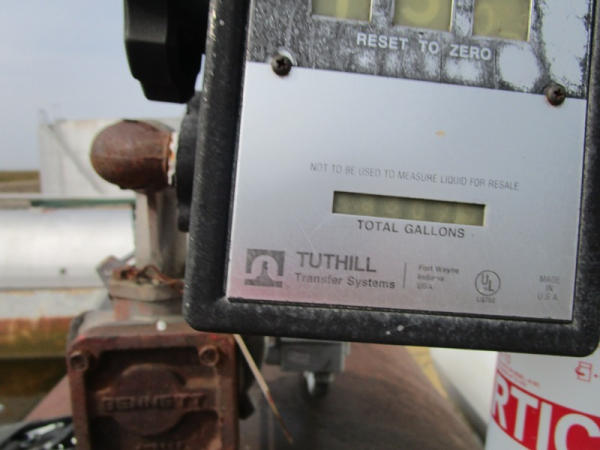 RESET TO ZERO
NOT TO BE USED TO MEASURE LIQUID FOR RESALE
TOTAL GALLONS
TUTHILL
Transfer Systems
Fort Wayne
Indiana
USA
UL
LISTED
MADE
IN
U.S.A.
BENNETT
RTIC